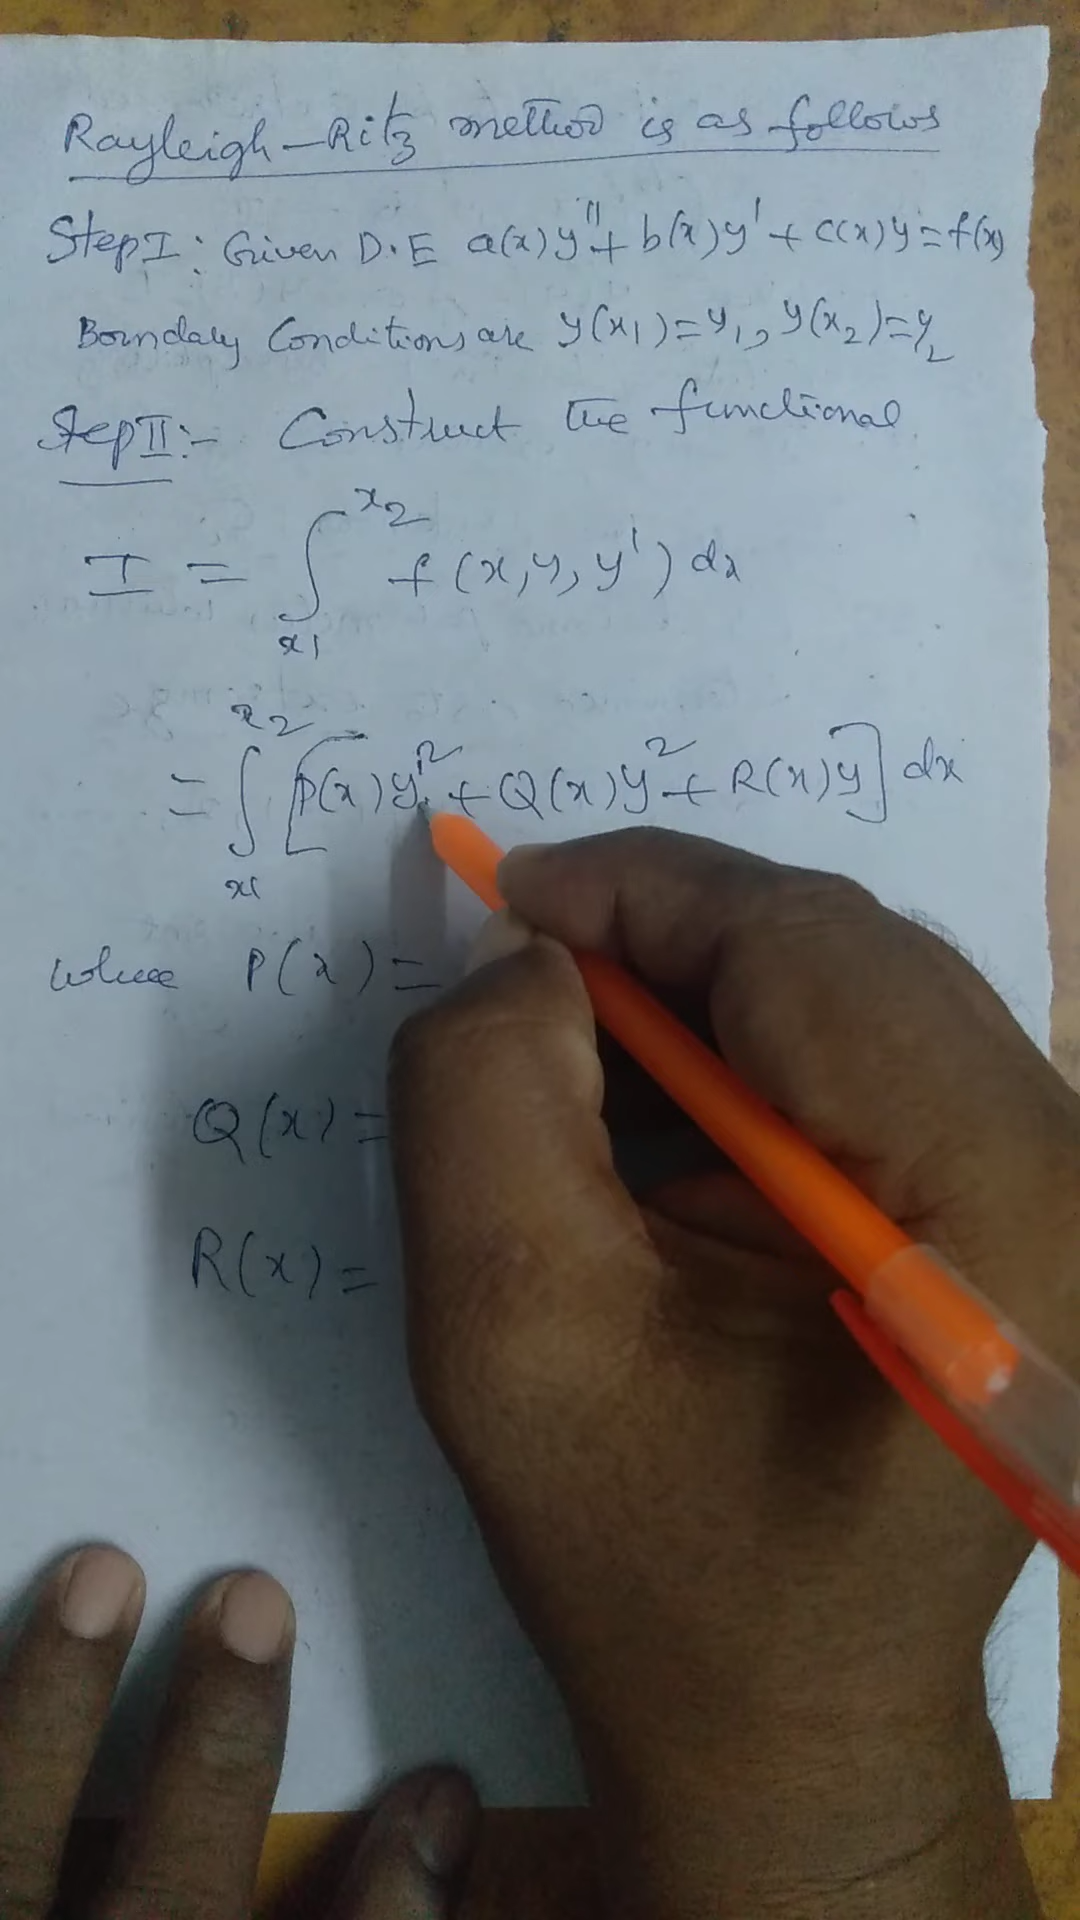 Rayleigh-Ritz method is as follows
Step I: Given D.E a(x)y''+b(x)y'+c(x)y=f(x)
Boundary Conditions are y(x1)=y1, y(x2)=y2
Step II:- Construct the functional
I = ∫_{x1}^{x2} f(x,y,y')dx
= ∫_{x1}^{x2} [P(x)y'^2+Q(x)y^2+R(x)y]dx
where P(x)=
Q(x)=
R(x)=